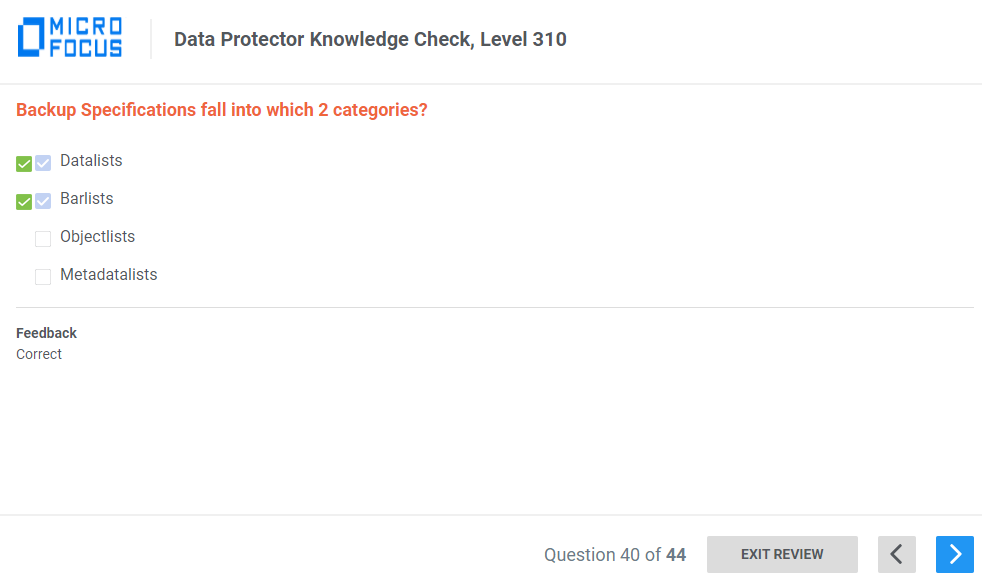 MICRO
FOCUS
Data Protector Knowledge Check, Level 310
Backup Specifications fall into which 2 categories?
Datalists
Barlists
Objectlists
Metadatalists
Feedback
Correct
Question 40 of 44
EXIT REVIEW